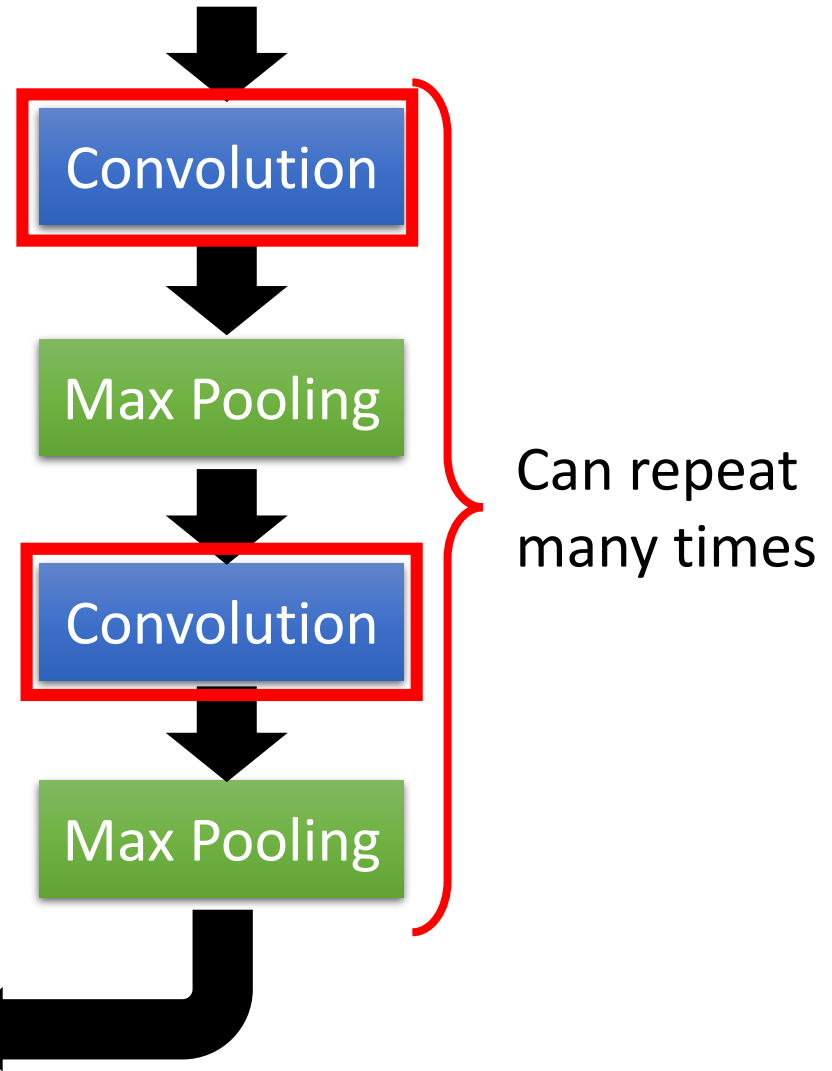 Convolution
Max Pooling
Can repeat
many times
Convolution
Max Pooling